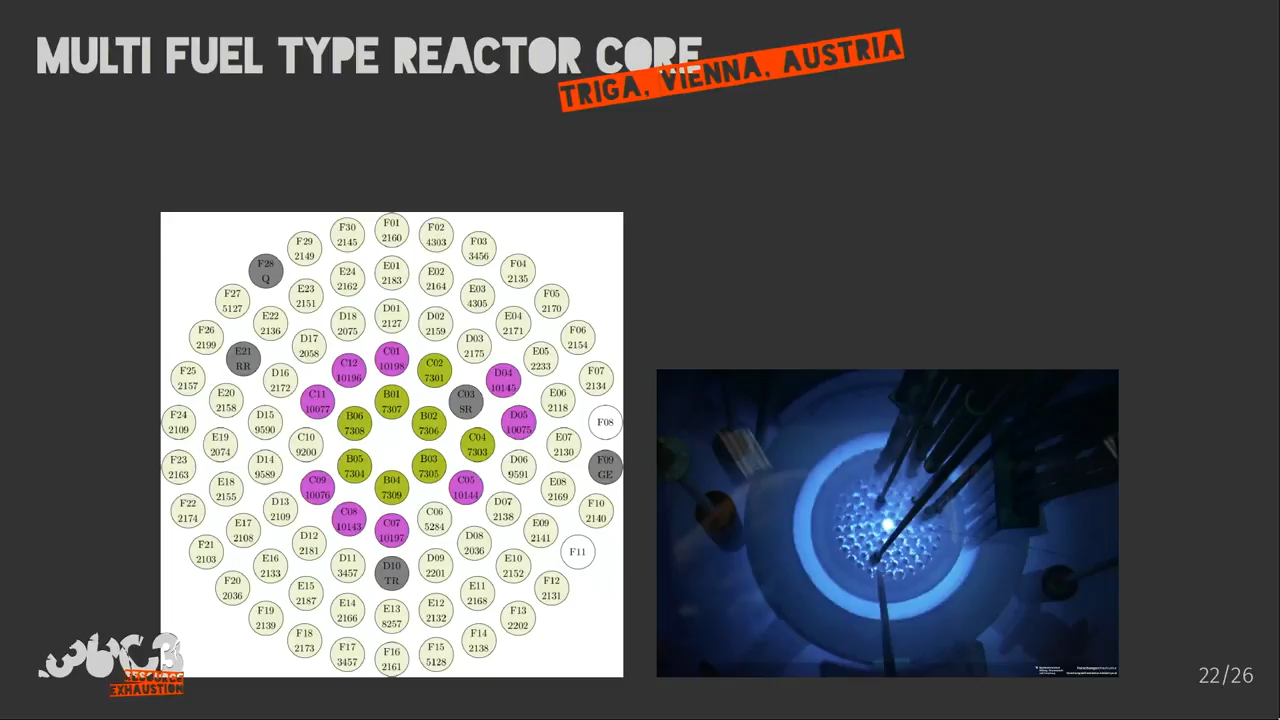 MULTI FUEL TYPE REACTOR CORE
TRIGA, VIENNA, AUSTRIA
F01
2160
F02
4303
F03
3456
F04
2135
F05
2170
F06
2154
F07
2134
F08
F09
GE
F10
2140
F11
F12
2131
F13
2202
F14
2138
F15
5128
F16
2161
F17
3457
F18
2173
F19
2139
F20
2036
F21
2103
F22
2174
F23
2163
F24
2109
F25
2157
F26
2199
F27
5127
F28
Q
F29
2149
F30
2145
E01
2183
E02
2164
E03
4305
E04
2171
E05
2233
E06
2118
E07
2130
E08
2169
E09
2141
E10
2152
E11
2168
E12
2132
E13
8257
E14
2166
E15
2187
E16
2133
E17
2108
E18
2155
E19
2074
E20
2158
E21
RR
E22
2136
E23
2151
E24
2162
D01
2127
D02
2159
D03
2175
D04
10145
D05
10075
D06
9591
D07
2138
D08
2036
D09
2201
D10
TR
D11
3457
D12
2181
D13
2109
D14
9589
D15
9590
D16
2172
D17
2058
D18
2075
C01
10198
C02
7301
C03
SR
C04
7303
C05
10144
C06
5284
C07
10197
C08
10143
C09
10076
C10
9200
C11
10077
C12
10196
B01
7307
B02
7306
B03
7305
B04
7309
B05
7304
B06
7308
RESOURCE
EXHAUSTION
22/26